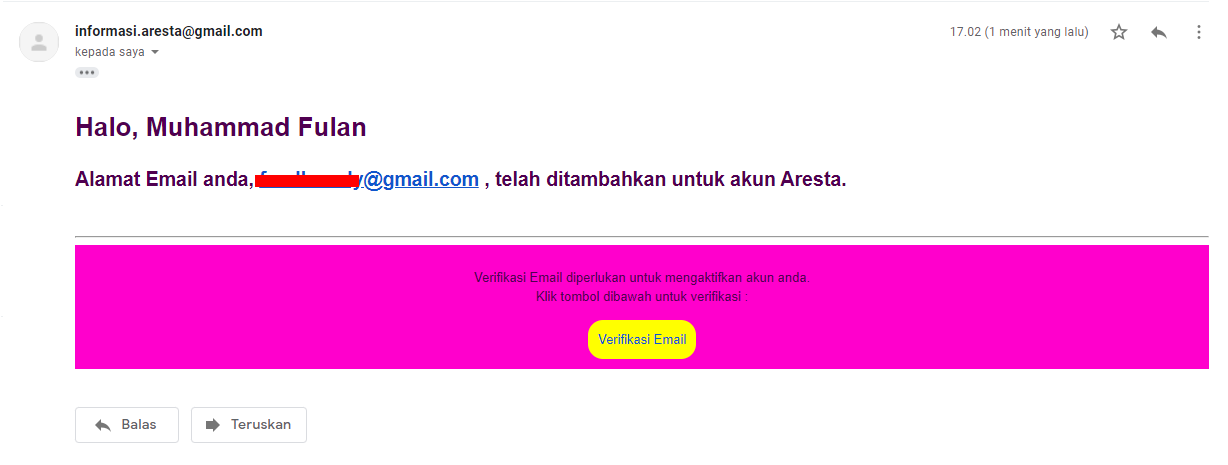 informasi.aresta@gmail.com
17.02 (1 menit yang lalu)
kepada saya
Halo, Muhammad Fulan
Alamat Email anda, @gmail.com , telah ditambahkan untuk akun Aresta.
Verifikasi Email diperlukan untuk mengaktifkan akun anda.
Klik tombol dibawah untuk verifikasi :
Verifikasi Email
Balas
Teruskan